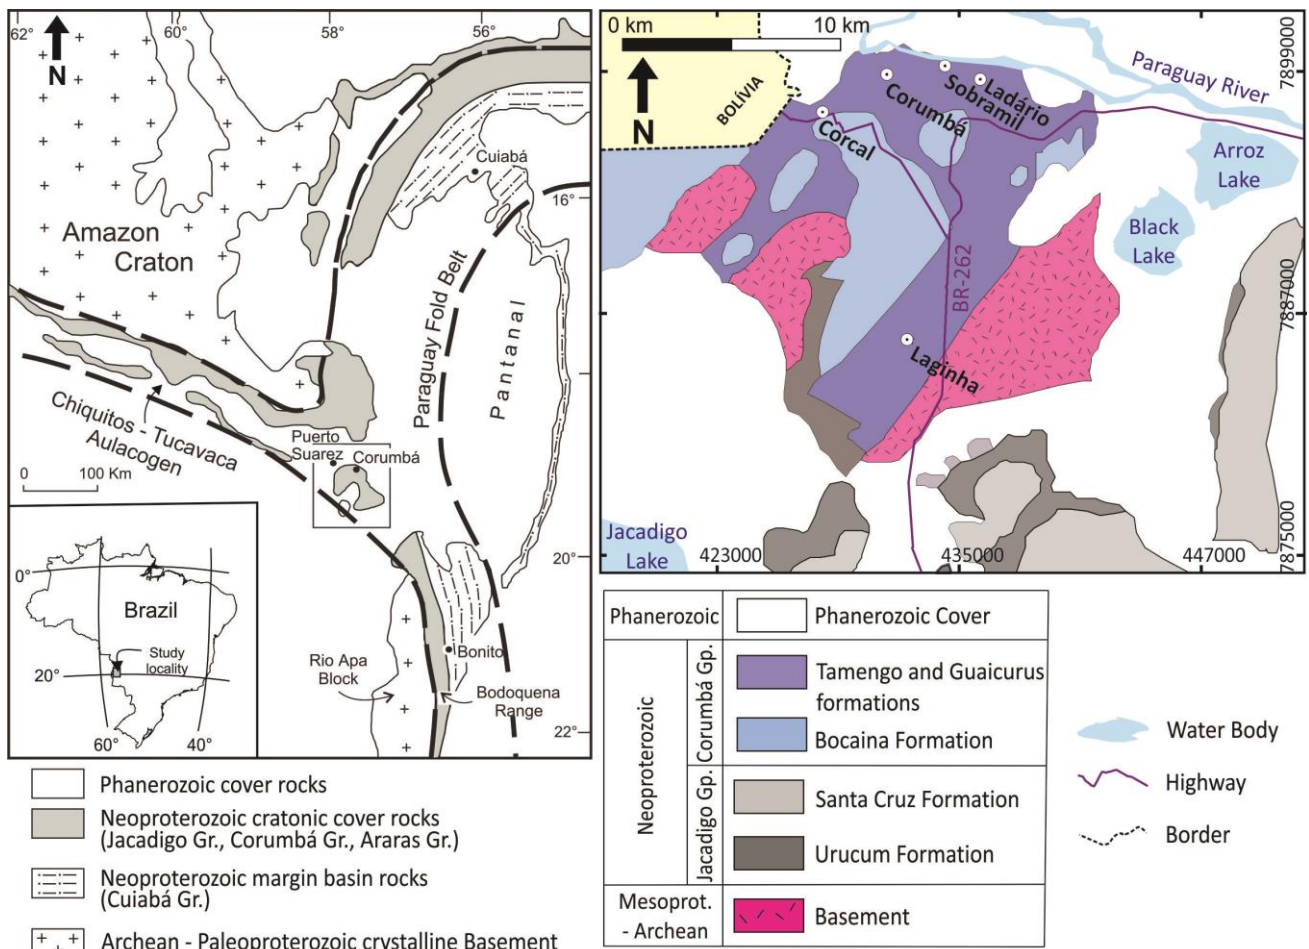 62°
60°
58°
56°
N
Cuiabá
16°
Amazon
Craton
Paraguay Fold Belt
Pantanal
Chiquitos - Tucavaca
Aulacogen
Puerto
Suarez
Corumbá
0 100 Km
20°
0°
Brazil
Study
locality
20°
60°
40°
Rio Apa
Block
Bonito
Bodoquena
Range
22°
Phanerozoic cover rocks
Neoproterozoic cratonic cover rocks
(Jacadigo Gr., Corumbá Gr., Araras Gr.)
Neoproterozoic margin basin rocks
(Cuiabá Gr.)
Archean - Paleoproterozoic crystalline Basement
0 km 10 km
N
BOLÍVIA
Corcal
Corumbá
Sobramil
Ladário
Paraguay River
7899000
Arroz
Lake
Black
Lake
BR-262
7887000
Laginha
Jacadigo
Lake
423000
435000
447000
7875000
Phanerozoic
Phanerozoic Cover
Neoproterozoic
Corumbá Gp.
Tamengo and Guaicurus
formations
Bocaina Formation
Jacadigo Gp.
Santa Cruz Formation
Urucum Formation
Mesoprot.
- Archean
Basement
Water Body
Highway
Border